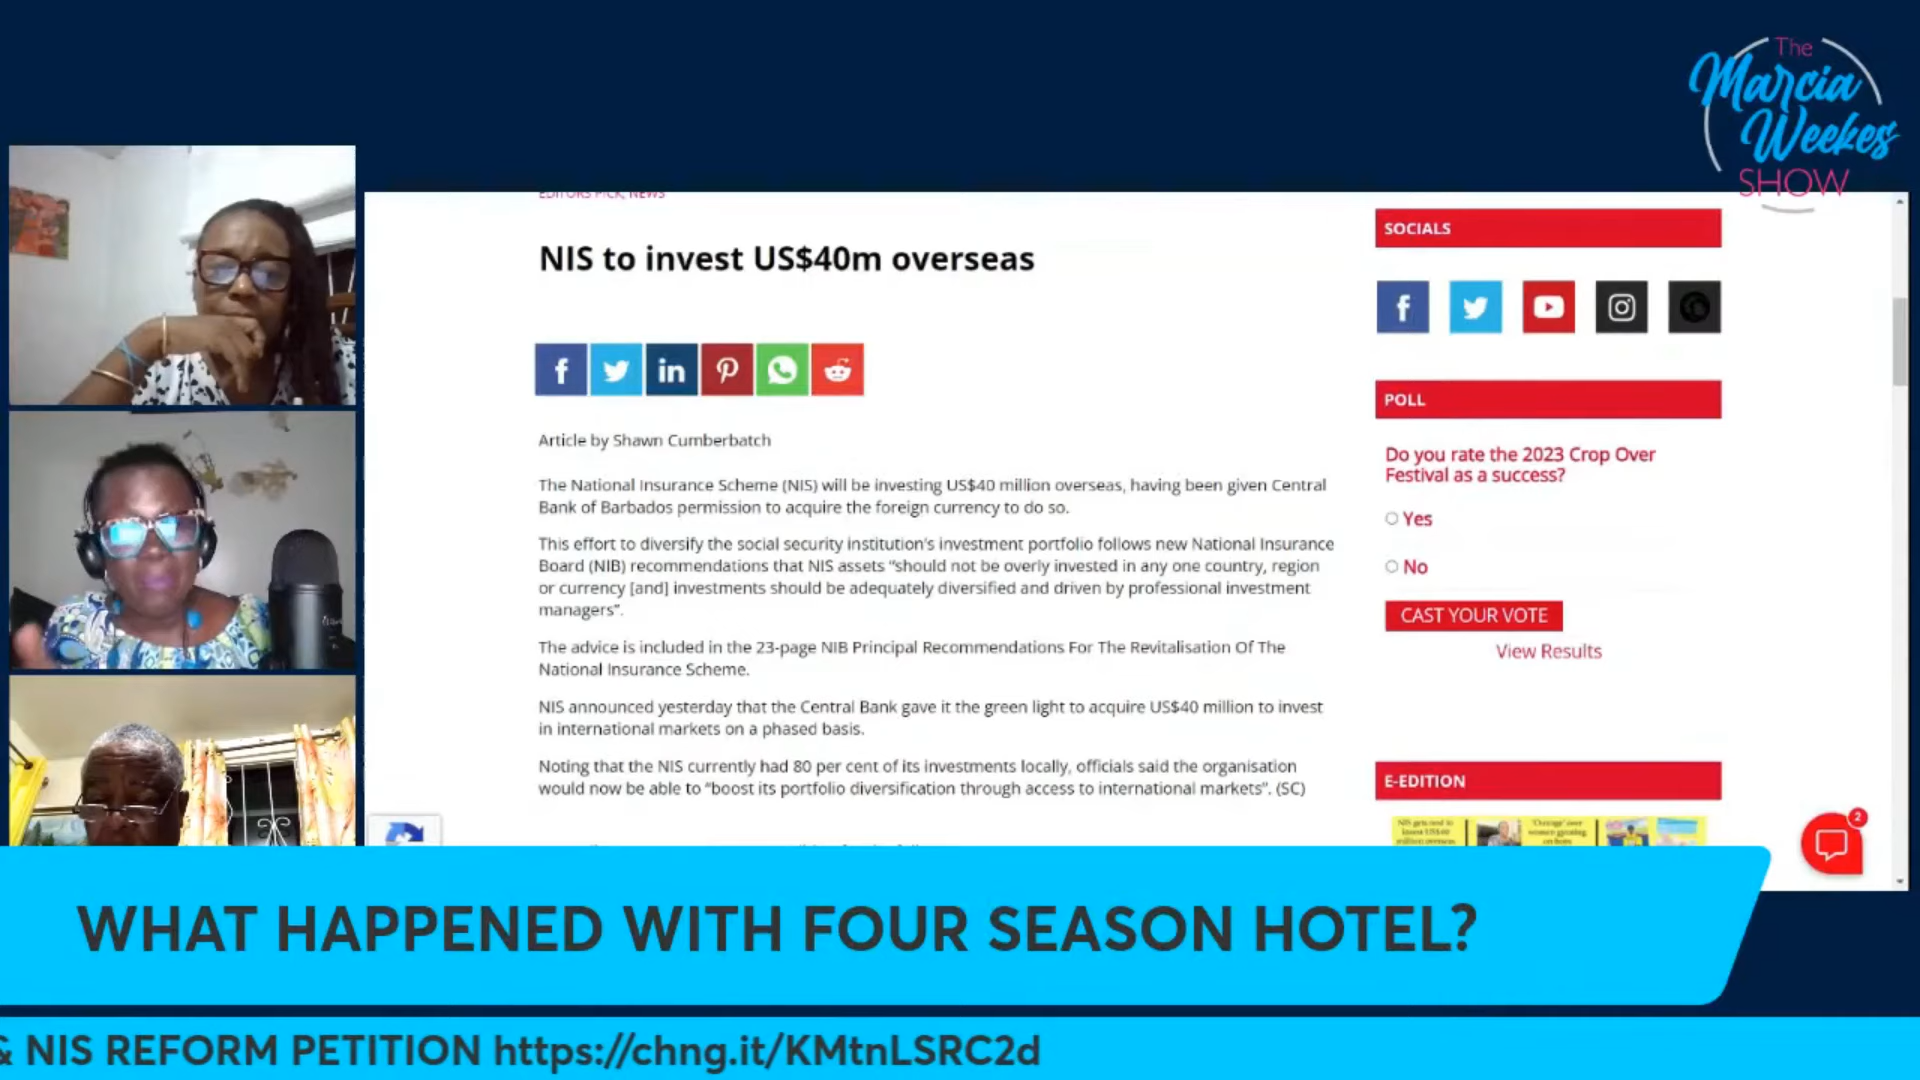 The
Marcia
Weekes
SHOW
EDITORS PICK, NEWS
NIS to invest US$40m overseas
Article by Shawn Cumberbatch
The National Insurance Scheme (NIS) will be investing US$40 million overseas, having been given Central
Bank of Barbados permission to acquire the foreign currency to do so.
This effort to diversify the social security institution's investment portfolio follows new National Insurance
Board (NIB) recommendations that NIS assets “should not be overly invested in any one country, region
or currency [and] investments should be adequately diversified and driven by professional investment
managers”.
The advice is included in the 23-page NIB Principal Recommendations For The Revitalisation Of The
National Insurance Scheme.
NIS announced yesterday that the Central Bank gave it the green light to acquire US$40 million to invest
in international markets on a phased basis.
Noting that the NIS currently had 80 per cent of its investments locally, officials said the organisation
would now be able to “boost its portfolio diversification through access to international markets”. (SC)
SOCIALS
POLL
Do you rate the 2023 Crop Over
Festival as a success?
Yes
No
CAST YOUR VOTE
View Results
E-EDITION
2
WHAT HAPPENED WITH FOUR SEASON HOTEL?
& NIS REFORM PETITION https://chng.it/KMtnLSRC2d